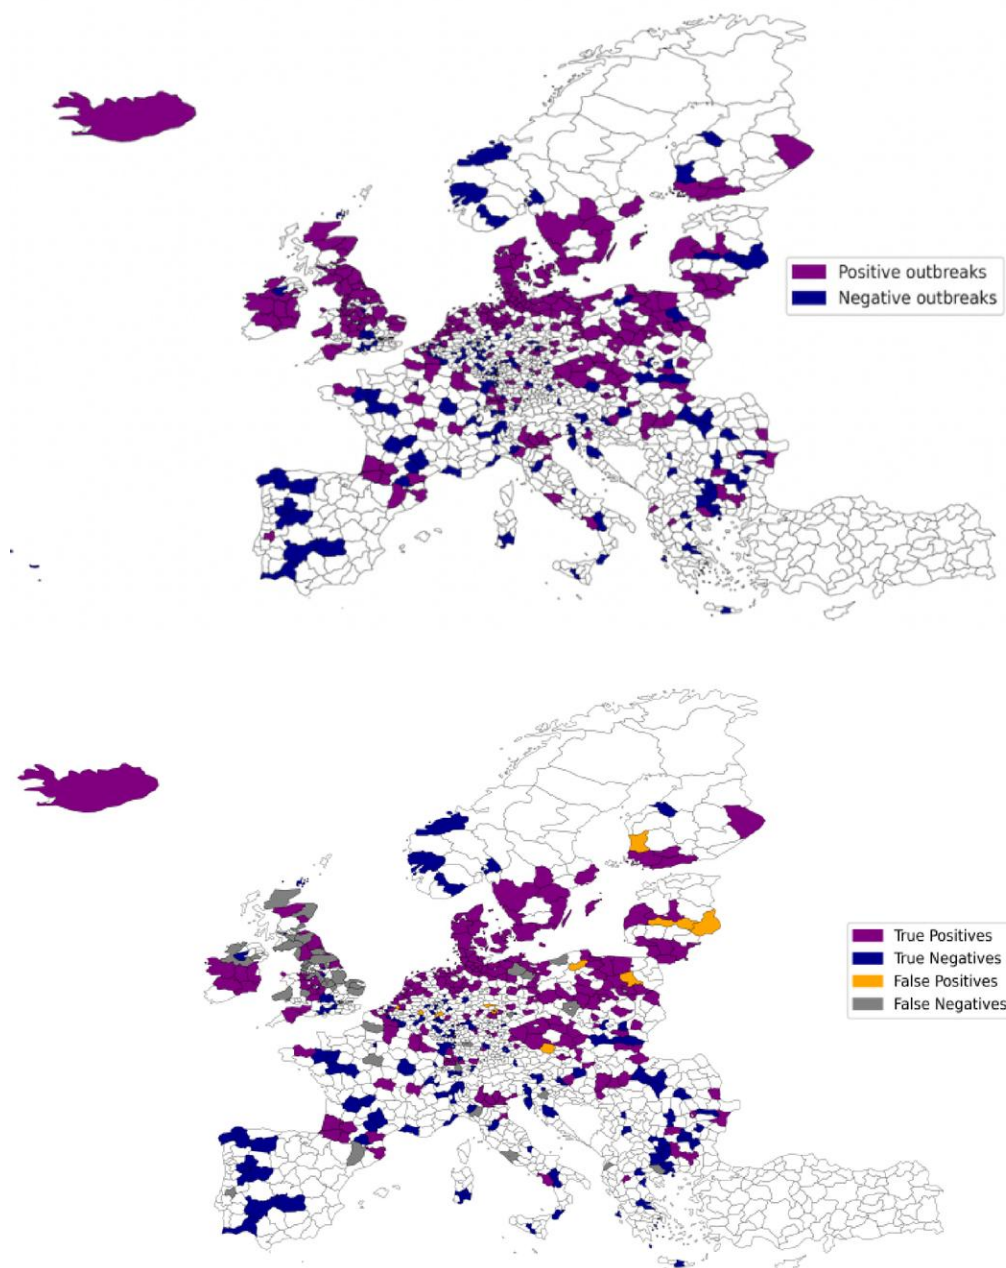 Positive outbreaks
Negative outbreaks
True Positives
True Negatives
False Positives
False Negatives